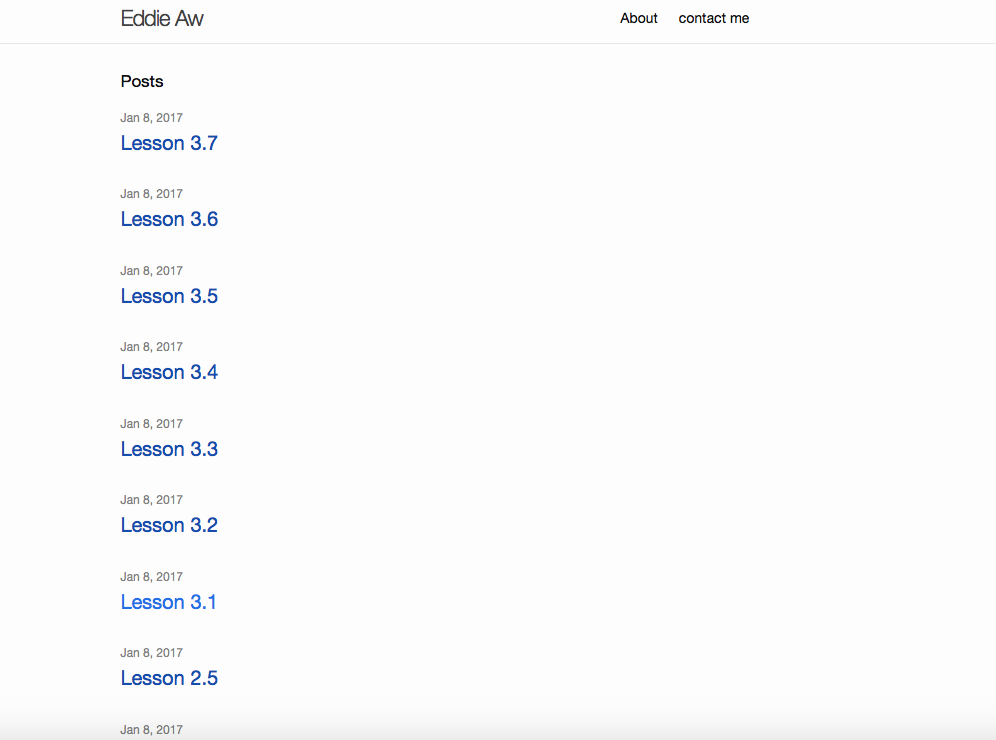 Eddie Aw
About contact me
Posts
Jan 8, 2017
Lesson 3.7
Jan 8, 2017
Lesson 3.6
Jan 8, 2017
Lesson 3.5
Jan 8, 2017
Lesson 3.4
Jan 8, 2017
Lesson 3.3
Jan 8, 2017
Lesson 3.2
Jan 8, 2017
Lesson 3.1
Jan 8, 2017
Lesson 2.5
Jan 8, 2017